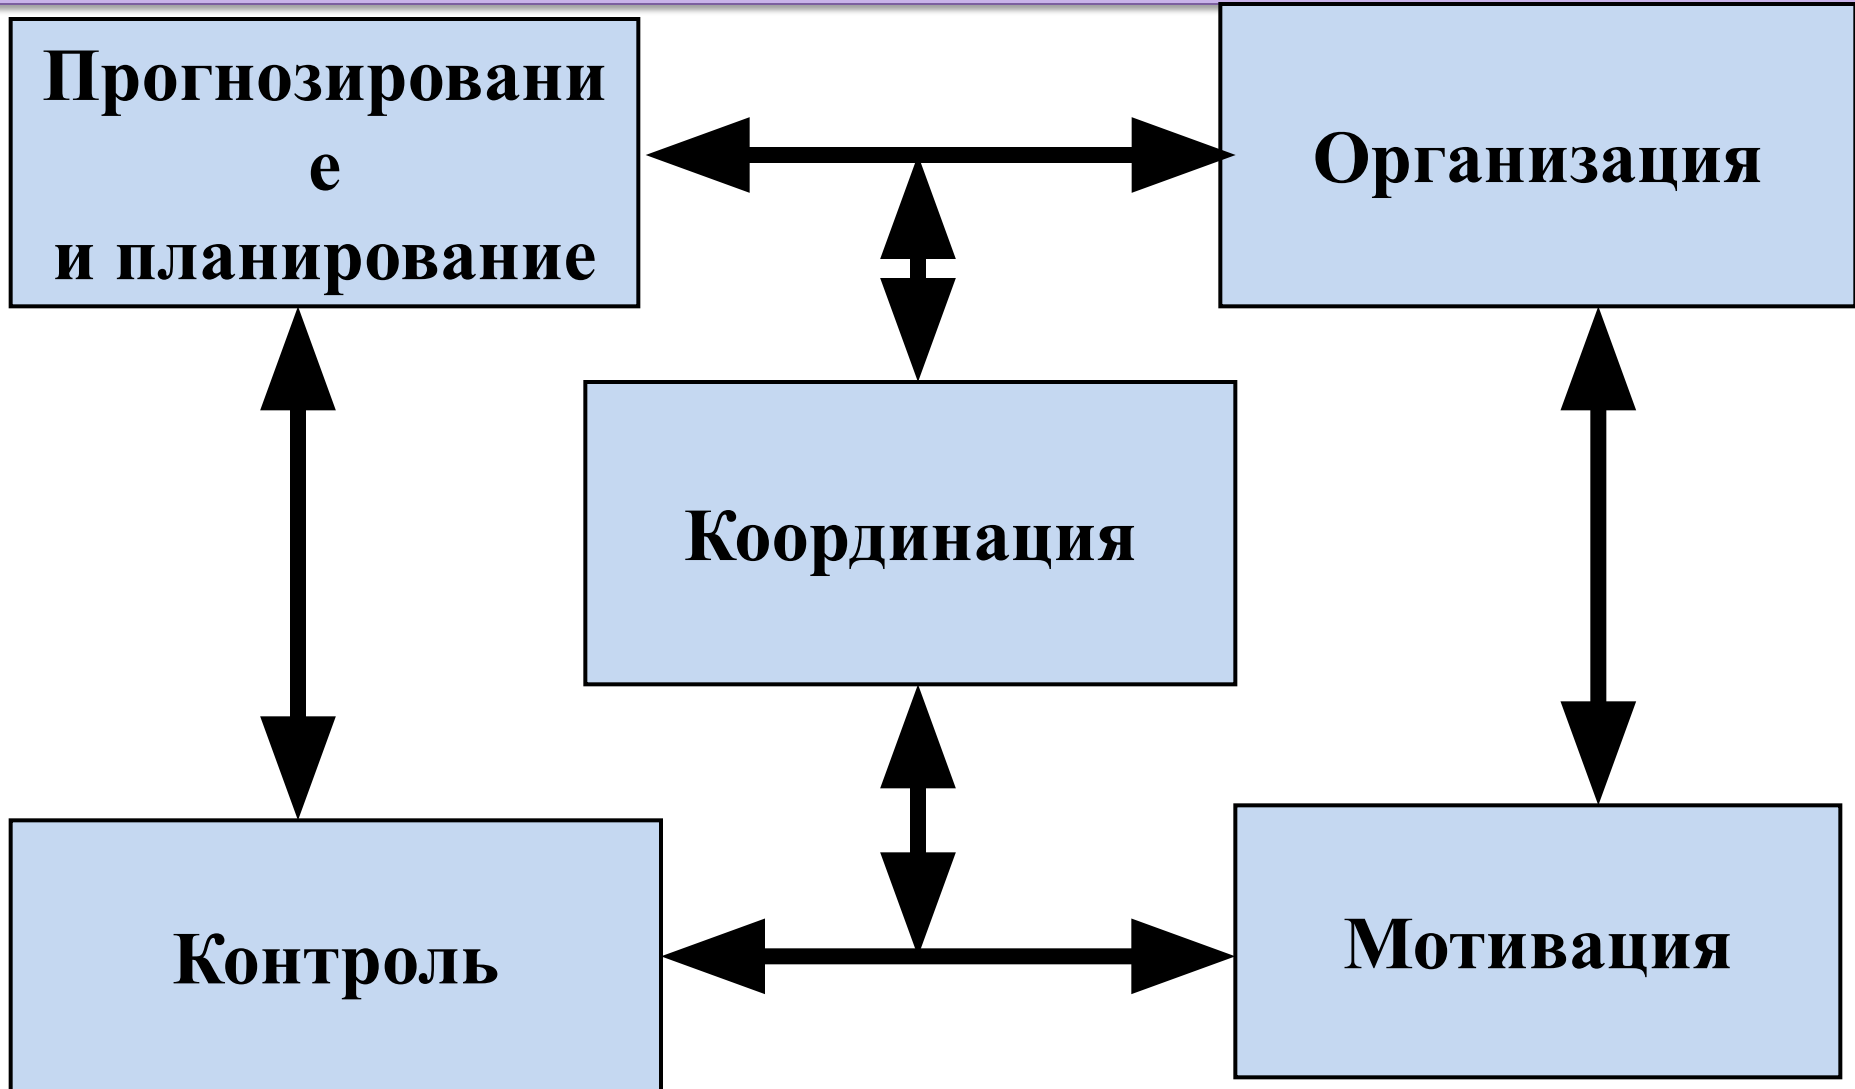 Прогнозировани
е
и планирование
Организация
Координация
Контроль
Мотивация